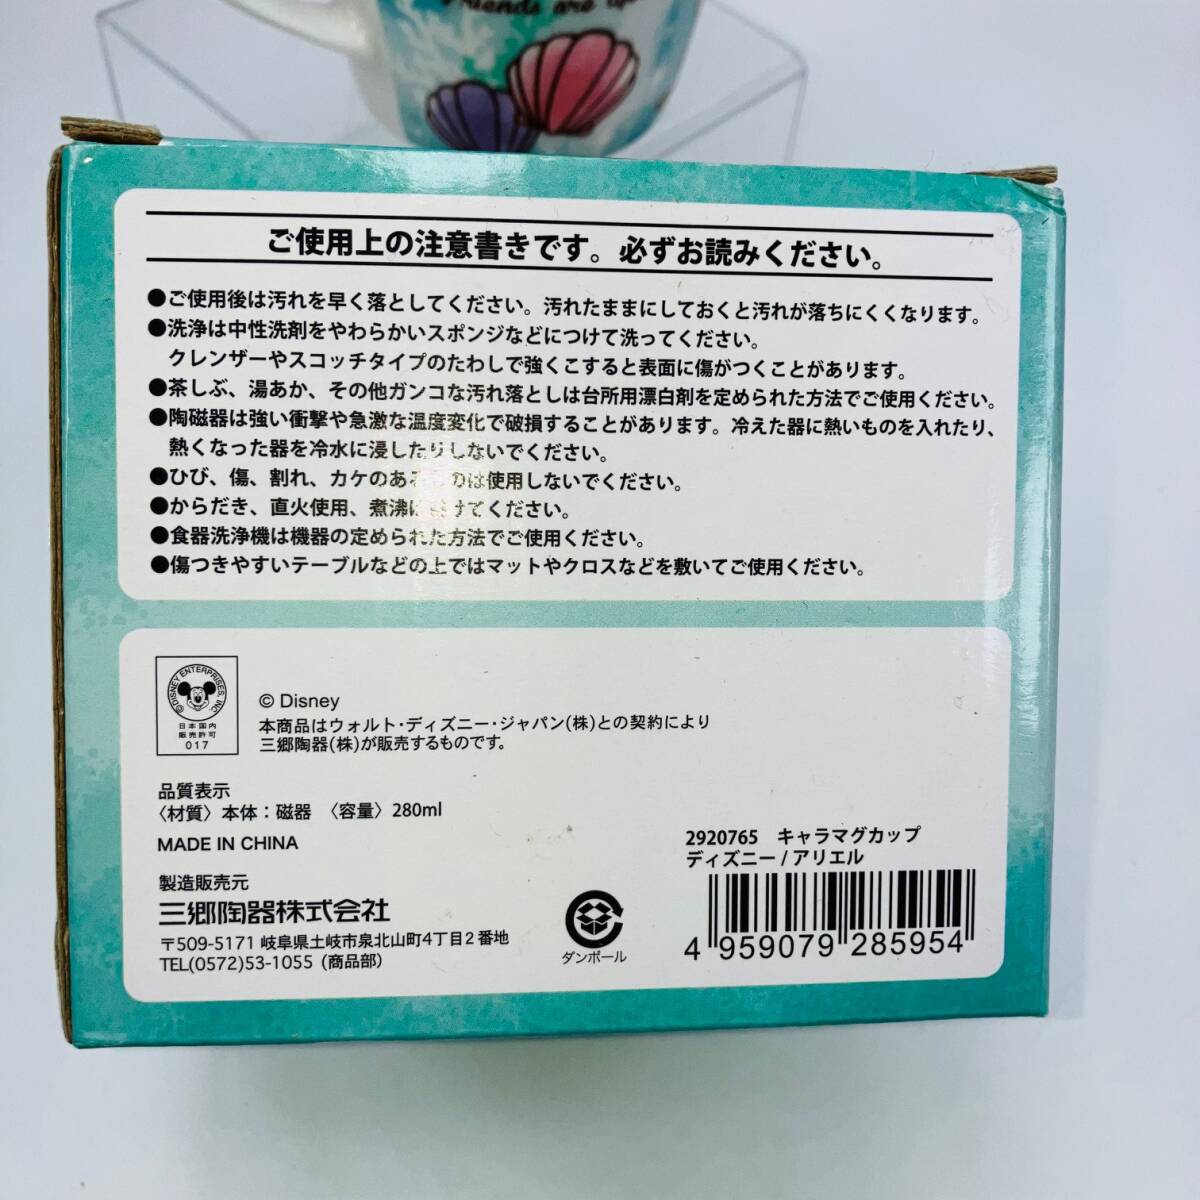 Friends are
ご使用上の注意書きです。必ずお読みください。
●ご使用後は汚れを早く落としてください。汚れたままにしておくと汚れが落ちにくくなります。
●洗浄は中性洗剤をやわらかいスポンジなどにつけて洗ってください。
クレンザーやスコッチタイプのたわしで強くこすると表面に傷がつくことがあります。
●茶しぶ、湯あか、その他ガンコな汚れ落としは台所用漂白剤を定められた方法でご使用ください。
●陶磁器は強い衝撃や急激な温度変化で破損することがあります。冷えた器に熱いものを入れたり、
熱くなった器を冷水に浸したりしないでください。
●ひび、傷、割れ、カケのあるものは使用しないでください。
●からだき、直火使用、煮沸は避けてください。
●食器洗浄機は機器の定められた方法でご使用ください。
●傷つきやすいテーブルなどの上ではマットやクロスなどを敷いてご使用ください。
©DISNEY ENTERPRISES, INC.
日本国内
販売許可
017
© Disney
本商品はウォルト・ディズニー・ジャパン(株)との契約により
三郷陶器(株)が販売するものです。
品質表示
〈材質〉本体：磁器 〈容量〉280ml
MADE IN CHINA
製造販売元
三郷陶器株式会社
〒509-5171 岐阜県土岐市泉北山町4丁目2番地
TEL(0572)53-1055 (商品部)
ダンボール
2920765 キャラマグカップ
ディズニー/アリエル
4 959079 285954